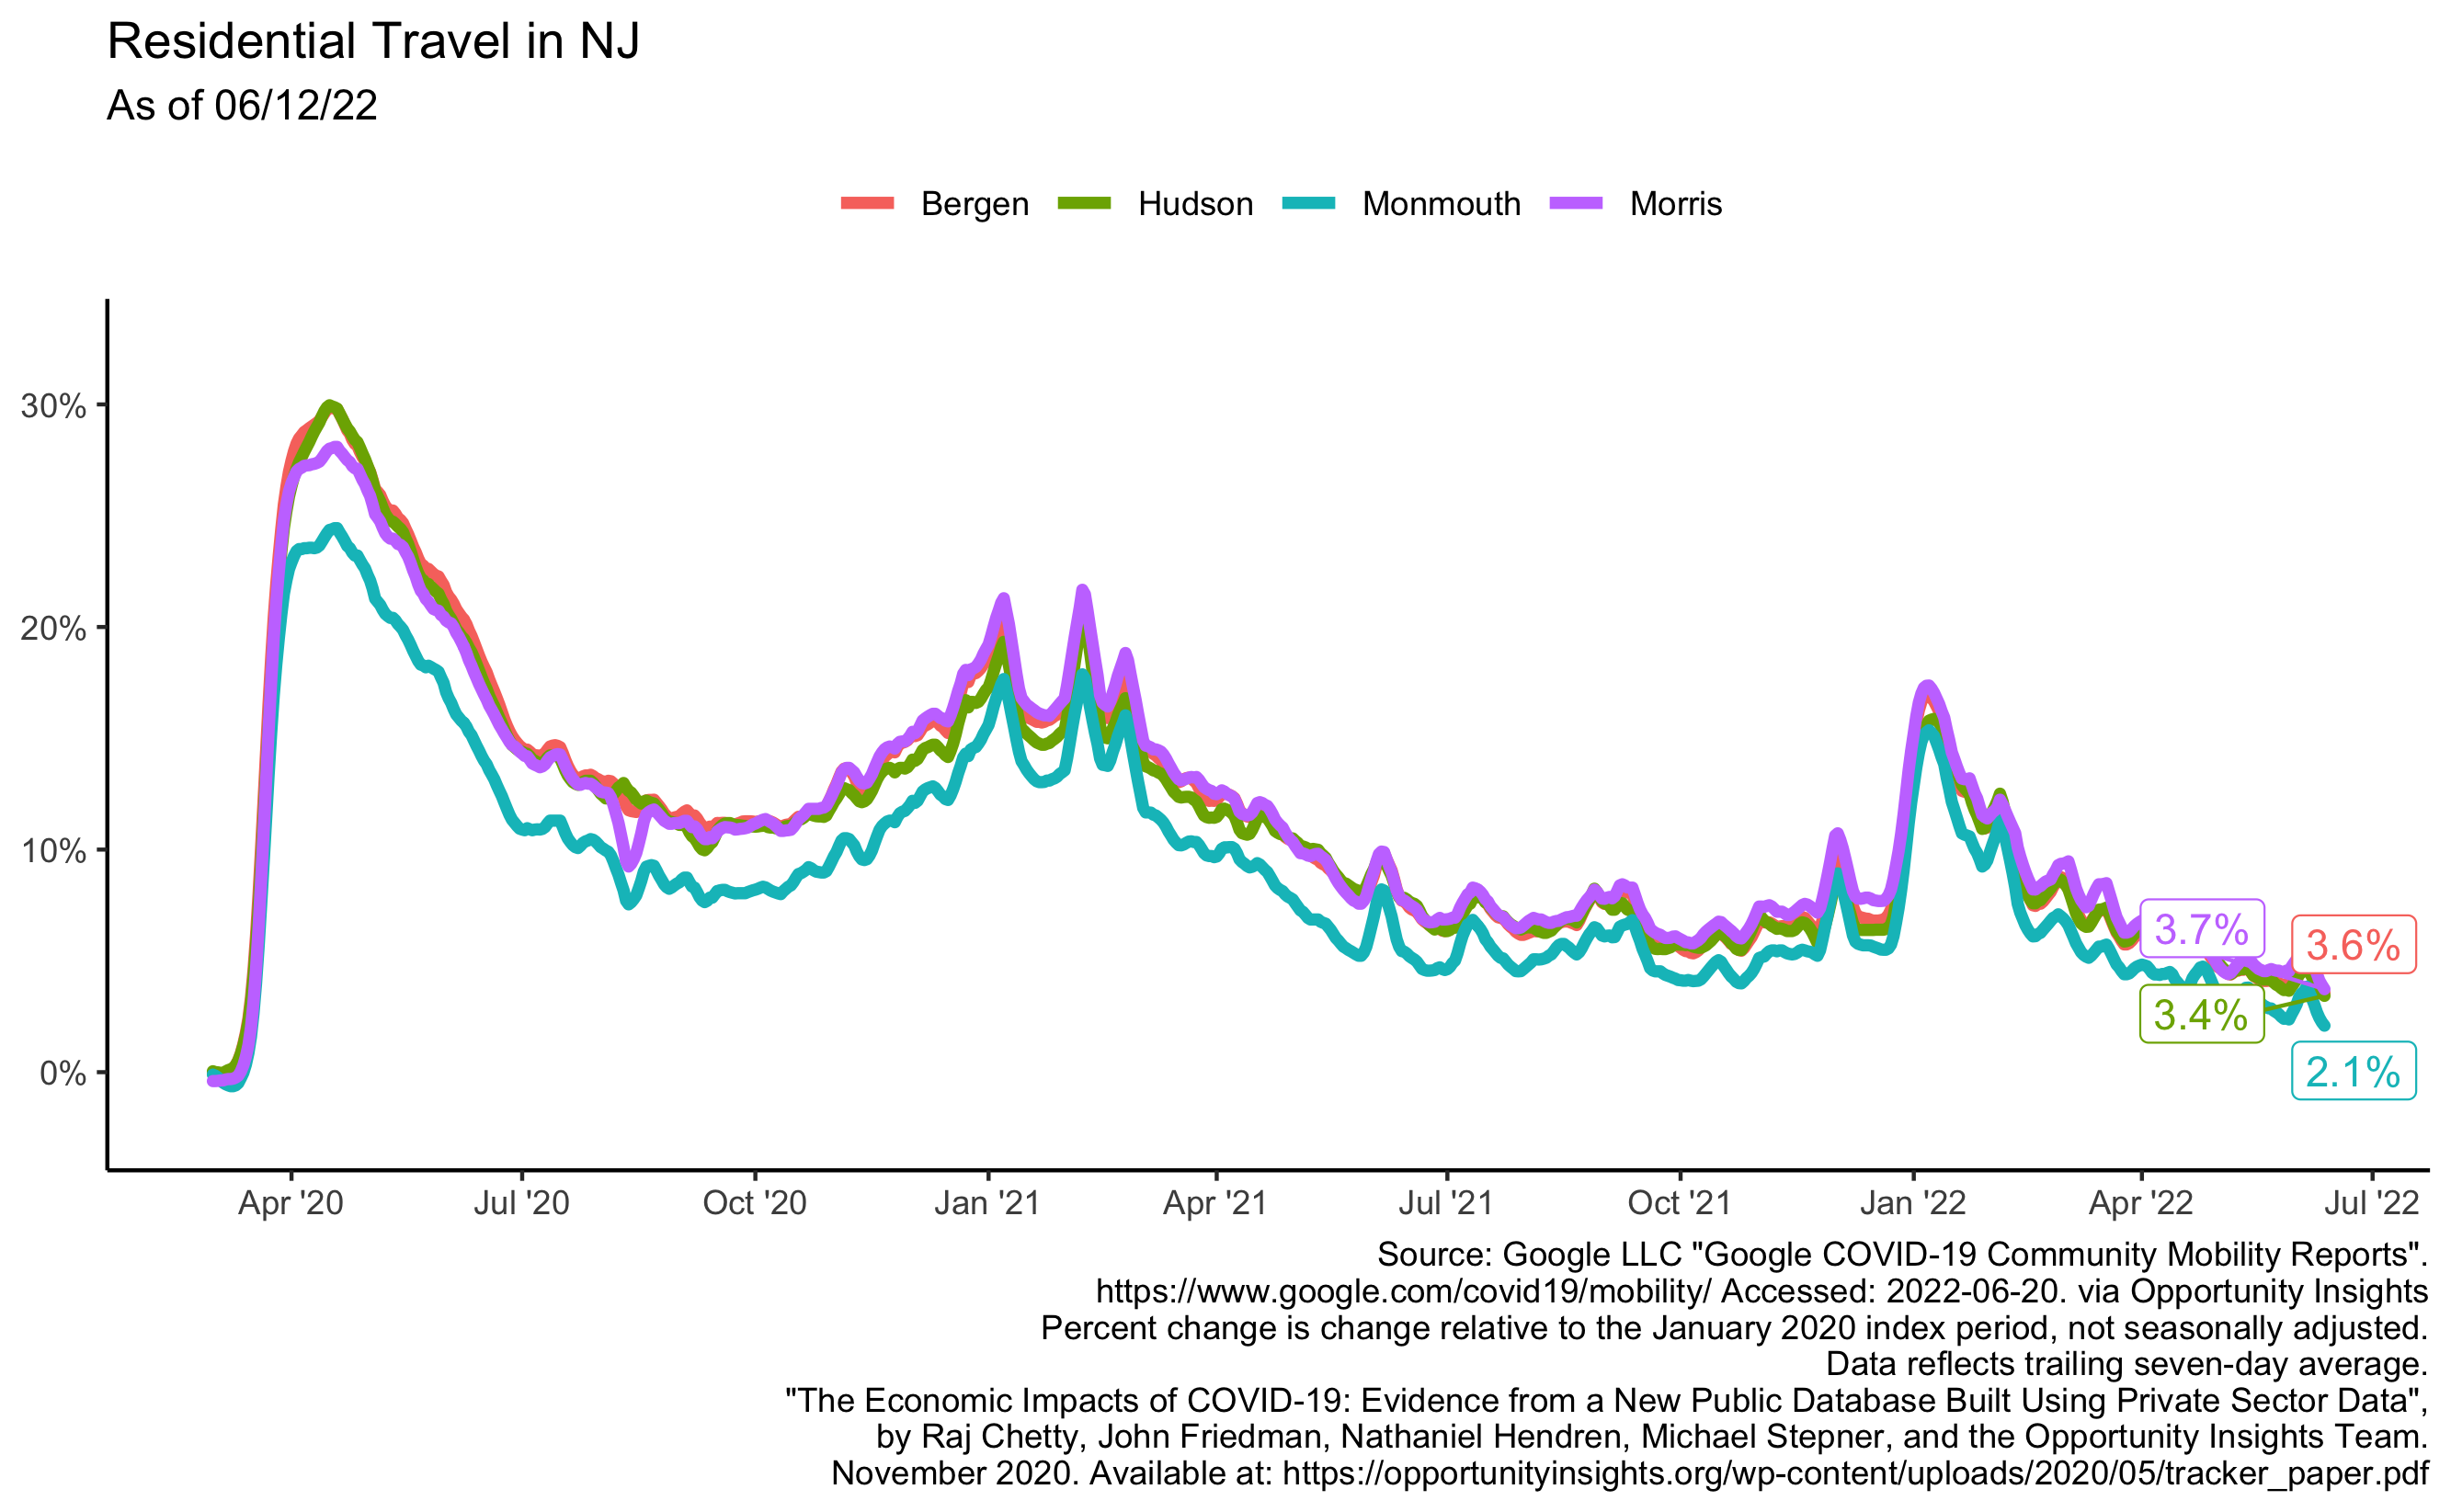 Residential Travel in NJ
As of 06/12/22
Bergen Hudson Monmouth Morris
30%
20%
10%
0%
3.7%
3.6%
3.4%
2.1%
Apr '20 Jul '20 Oct '20 Jan '21 Apr '21 Jul '21 Oct '21 Jan '22 Apr '22 Jul '22
Source: Google LLC "Google COVID-19 Community Mobility Reports".
https://www.google.com/covid19/mobility/ Accessed: 2022-06-20. via Opportunity Insights
Percent change is change relative to the January 2020 index period, not seasonally adjusted.
Data reflects trailing seven-day average.
"The Economic Impacts of COVID-19: Evidence from a New Public Database Built Using Private Sector Data",
by Raj Chetty, John Friedman, Nathaniel Hendren, Michael Stepner, and the Opportunity Insights Team.
November 2020. Available at: https://opportunityinsights.org/wp-content/uploads/2020/05/tracker_paper.pdf